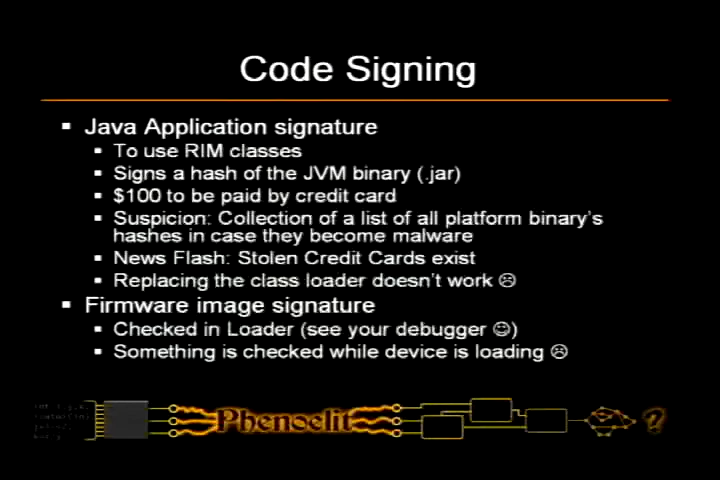 Code Signing
Java Application signature
To use RIM classes
Signs a hash of the JVM binary (.jar)
$100 to be paid by credit card
Suspicion: Collection of a list of all platform binary's
hashes in case they become malware
News Flash: Stolen Credit Cards exist
Replacing the class loader doesn't work ☹
Firmware image signature
Checked in Loader (see your debugger ☺)
Something is checked while device is loading ☹
Phenoelit
?